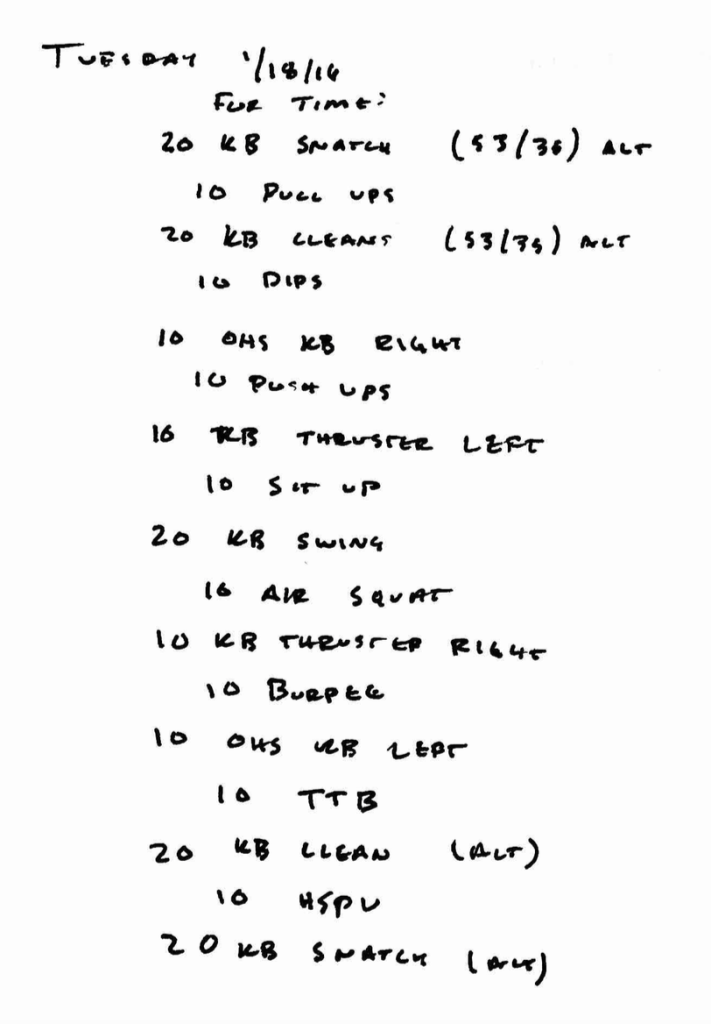 TUESDAY 1/18/16
FOR TIME:
20 KB SNATCH (53/35) ALT
10 PULL UPS
20 KB CLEANS (53/35) ALT
10 DIPS
10 OHS KB RIGHT
10 PUSH UPS
10 KB THRUSTER LEFT
10 SIT UP
20 KB SWING
10 AIR SQUAT
10 KB THRUSTER RIGHT
10 BURPEE
10 OHS KB LEFT
10 TTB
20 KB CLEAN (ALT)
10 HSPU
20 KB SNATCH (ALT)